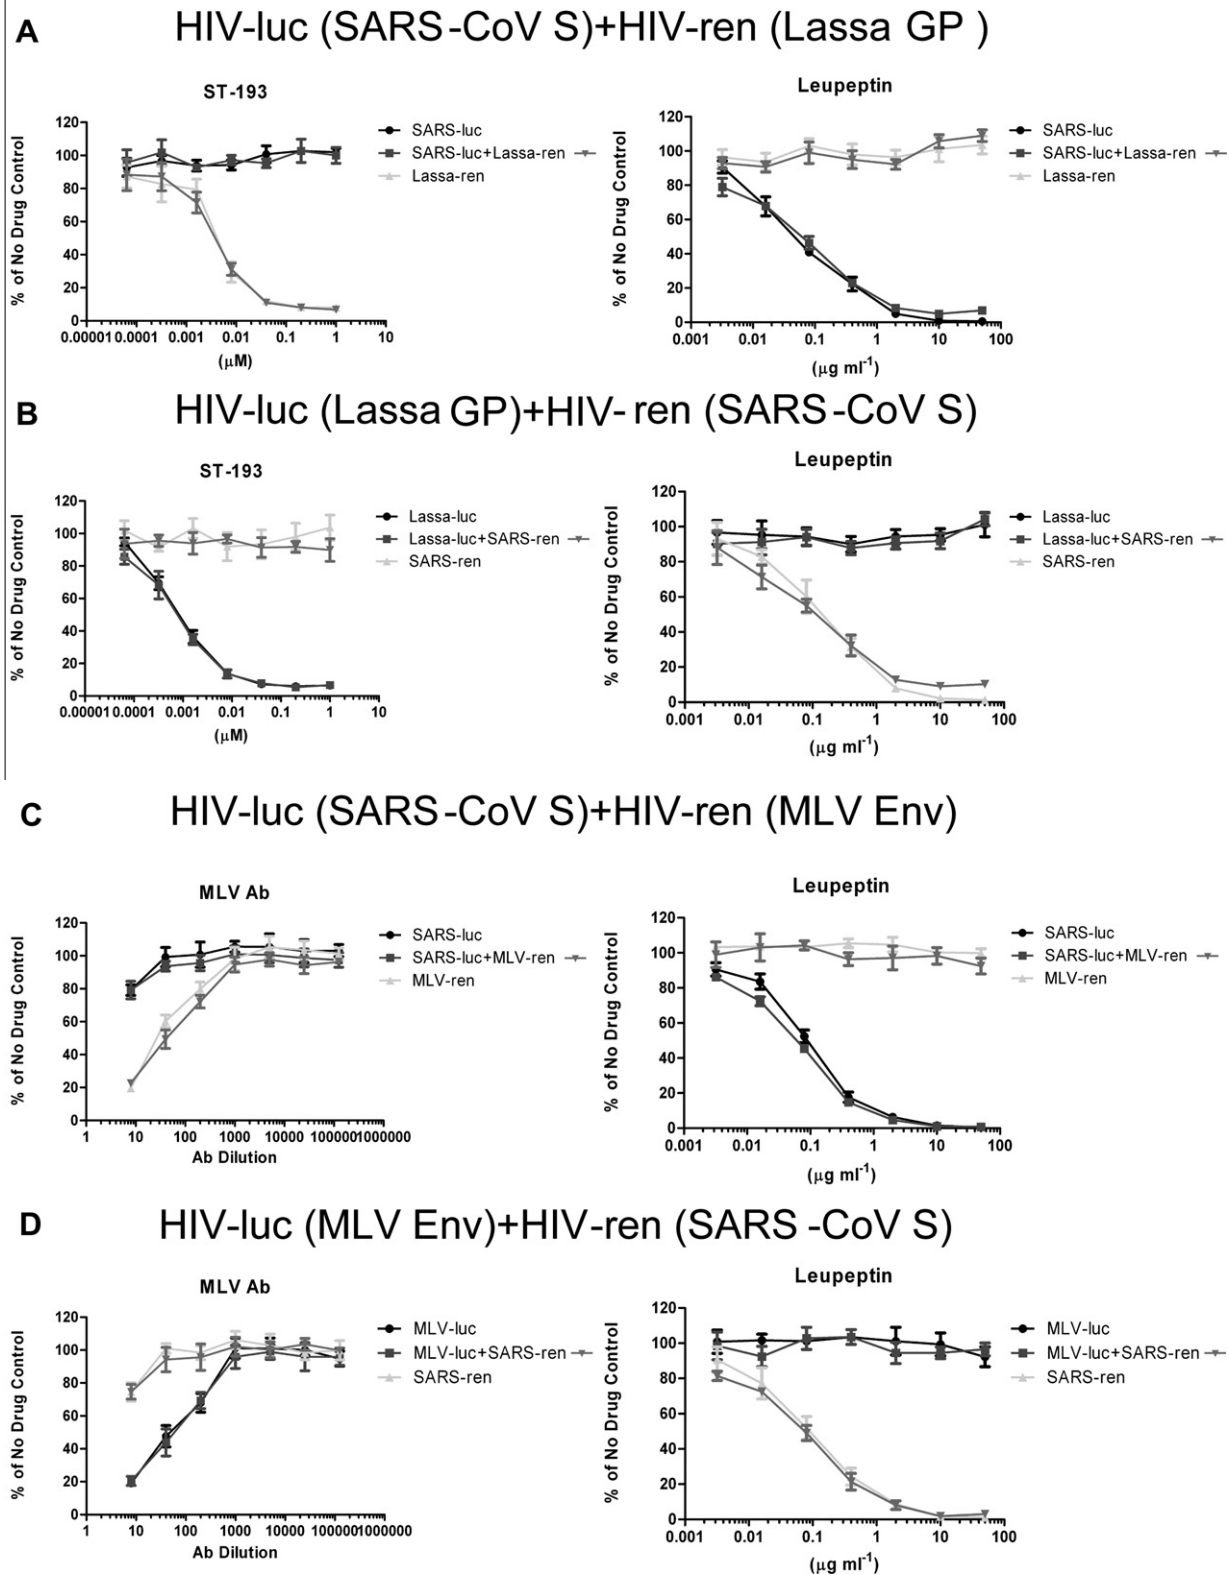 A
HIV-luc (SARS-CoV S)+HIV-ren (Lassa GP )
ST-193
% of No Drug Control
120
100
80
60
40
20
0
0.00001 0.0001 0.001 0.01 0.1 1 10
(µM)
SARS-luc
SARS-luc+Lassa-ren
Lassa-ren
Leupeptin
% of No Drug Control
120
100
80
60
40
20
0
0.001 0.01 0.1 1 10 100
(µg ml-1)
SARS-luc
SARS-luc+Lassa-ren
Lassa-ren
B
HIV-luc (Lassa GP)+HIV-ren (SARS-CoV S)
ST-193
% of No Drug Control
120
100
80
60
40
20
0
0.00001 0.0001 0.001 0.01 0.1 1 10
(µM)
Lassa-luc
Lassa-luc+SARS-ren
SARS-ren
Leupeptin
% of No Drug Control
120
100
80
60
40
20
0
0.001 0.01 0.1 1 10 100
(µg ml-1)
Lassa-luc
Lassa-luc+SARS-ren
SARS-ren
C
HIV-luc (SARS-CoV S)+HIV-ren (MLV Env)
MLV Ab
% of No Drug Control
120
100
80
60
40
20
0
1 10 100 1000 10000 100000 1000000
Ab Dilution
SARS-luc
SARS-luc+MLV-ren
MLV-ren
Leupeptin
% of No Drug Control
120
100
80
60
40
20
0
0.001 0.01 0.1 1 10 100
(µg ml-1)
SARS-luc
SARS-luc+MLV-ren
MLV-ren
D
HIV-luc (MLV Env)+HIV-ren (SARS -CoV S)
MLV Ab
% of No Drug Control
120
100
80
60
40
20
0
1 10 100 1000 10000 100000 1000000
Ab Dilution
MLV-luc
MLV-luc+SARS-ren
SARS-ren
Leupeptin
% of No Drug Control
120
100
80
60
40
20
0
0.001 0.01 0.1 1 10 100
(µg ml-1)
MLV-luc
MLV-luc+SARS-ren
SARS-ren